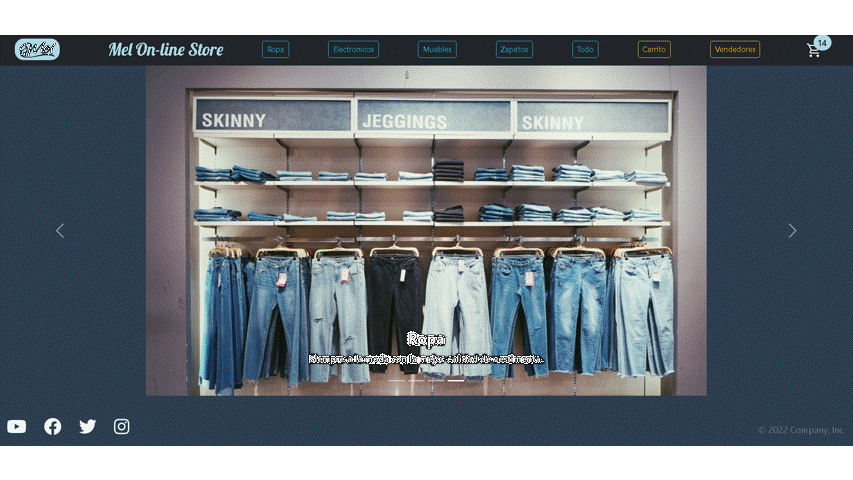 Mel On-line Store
Ropa
Electronicos
Muebles
Zapatos
Todo
Carrito
Vendedores
14
SKINNY
JEGGINGS
SKINNY
Ropa
© 2022 Company, Inc